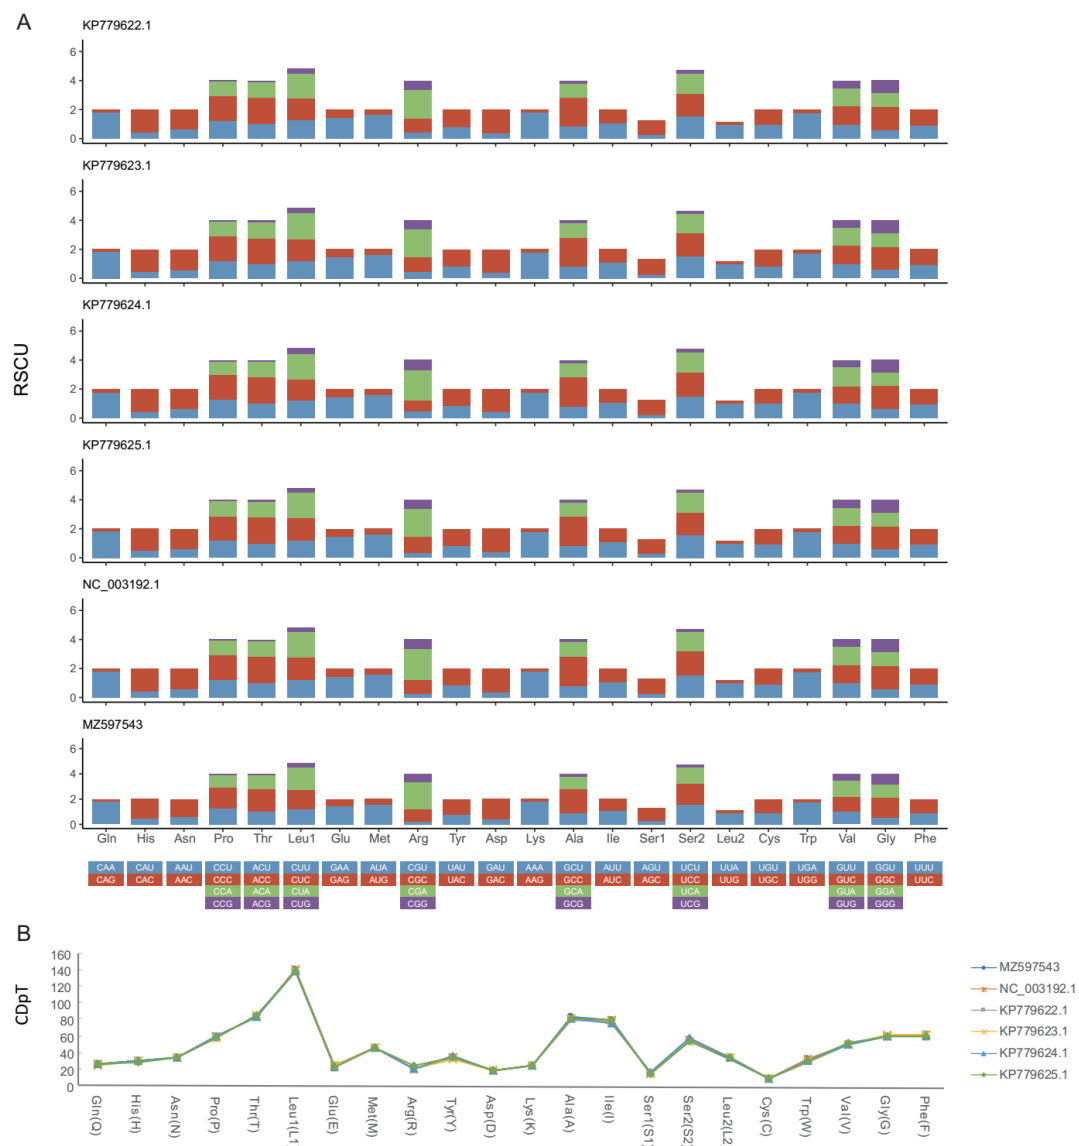 A
KP779622.1
6
4
2
0
KP779623.1
6
4
2
0
KP779624.1
6
4
2
0
RSCU
KP779625.1
6
4
2
0
NC_003192.1
6
4
2
0
MZ597543
6
4
2
0
Gln His Asn Pro Thr Leu1 Glu Met Arg Tyr Asp Lys Ala Ile Ser1 Ser2 Leu2 Cys Trp Val Gly Phe
CAA CAU AAU CCU ACU CUU GAA AUA CGU UAU GAU AAA GCU AUU AGU UCU UUA UGU UGA GUU GGU UUU
CAG CAC AAC CCC ACC CUC GAG AUG CGC UAC GAC AAG GCC AUC AGC UCC UUG UGC UGG GUC GGC UUC
CCA ACA CUA CGA GCA UCA GUA GGA
CCG ACG CUG CGG GCG UCG GUG GGG
B
160
140
120
100
80
60
40
20
0
CDpT
Gln(Q) His(H) Asn(N) Pro(P) Thr(T) Leu1(L1) Glu(E) Met(M) Arg(R) Tyr(Y) Asp(D) Lys(K) Ala(A) Ile(I) Ser1(S1) Ser2(S2) Leu2(L2) Cys(C) Trp(W) Val(V) Gly(G) Phe(F)
MZ597543
NC_003192.1
KP779622.1
KP779623.1
KP779624.1
KP779625.1